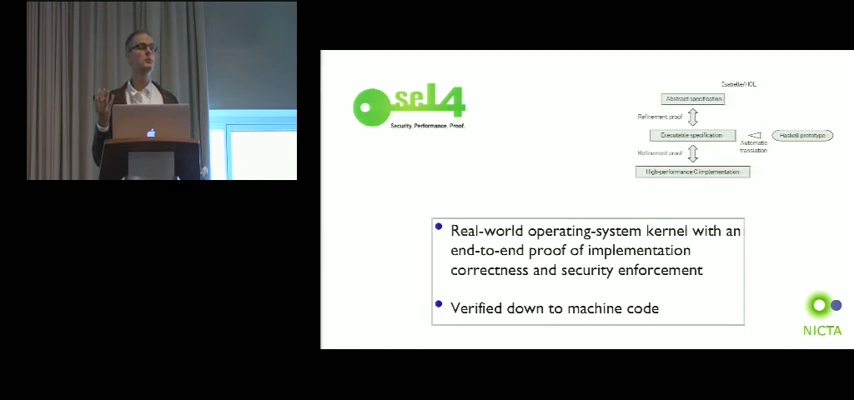 seL4
Security. Performance. Proof.
Isabelle/HOL
Abstract specification
Refinement proof
Executable specification
Haskell prototype
Automatic
translation
Refinement proof
High-performance C implementation
Real-world operating-system kernel with an
end-to-end proof of implementation
correctness and security enforcement
Verified down to machine code
NICTA